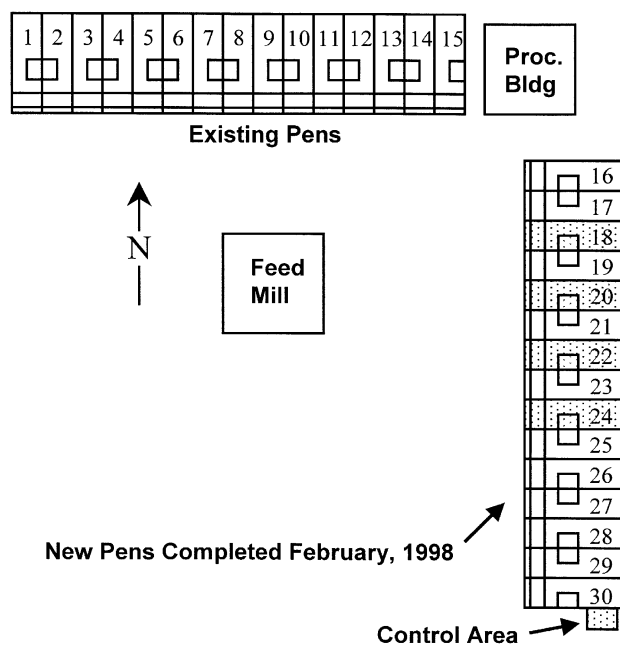 1 2 3 4 5 6 7 8 9 10 11 12 13 14 15
Proc.
Bldg
Existing Pens
N
Feed
Mill
16
17
18
19
20
21
22
23
24
25
26
27
28
29
30
New Pens Completed February, 1998
Control Area